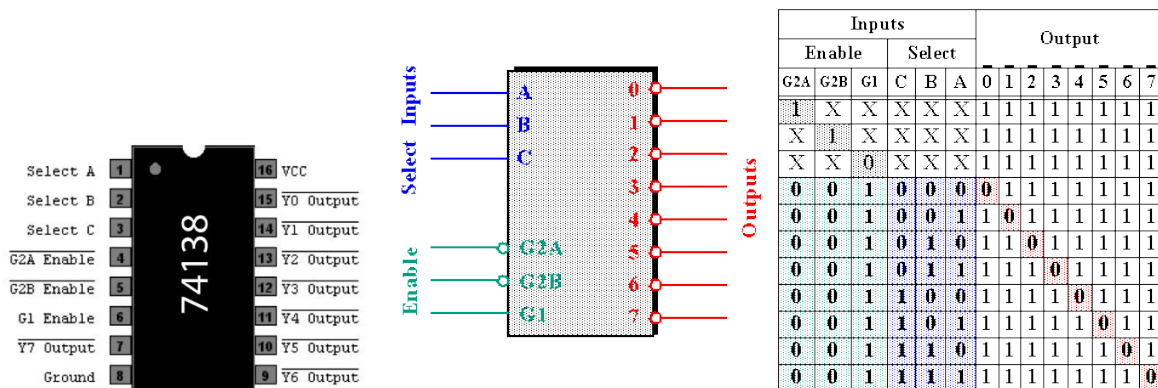 Select A 1 16 VCC
Select B 2 15 Y0 Output
Select C 3 14 Y1 Output
G2A Enable 4 13 Y2 Output
G2B Enable 5 12 Y3 Output
G1 Enable 6 11 Y4 Output
Y7 Output 7 10 Y5 Output
Ground 8 9 Y6 Output
74138
Select Inputs
Enable
A
B
C
G2A
G2B
G1
0
1
2
3
4
5
6
7
Outputs
Inputs Output
Enable Select
G2A G2B G1 C B A 0 1 2 3 4 5 6 7
1 X X X X X 1 1 1 1 1 1 1 1
X 1 X X X X 1 1 1 1 1 1 1 1
X X 0 X X X 1 1 1 1 1 1 1 1
0 0 1 0 0 0 0 1 1 1 1 1 1 1
0 0 1 0 0 1 1 0 1 1 1 1 1 1
0 0 1 0 1 0 1 1 0 1 1 1 1 1
0 0 1 0 1 1 1 1 1 0 1 1 1 1
0 0 1 1 0 0 1 1 1 1 0 1 1 1
0 0 1 1 0 1 1 1 1 1 1 0 1 1
0 0 1 1 1 0 1 1 1 1 1 1 0 1
0 0 1 1 1 1 1 1 1 1 1 1 1 0